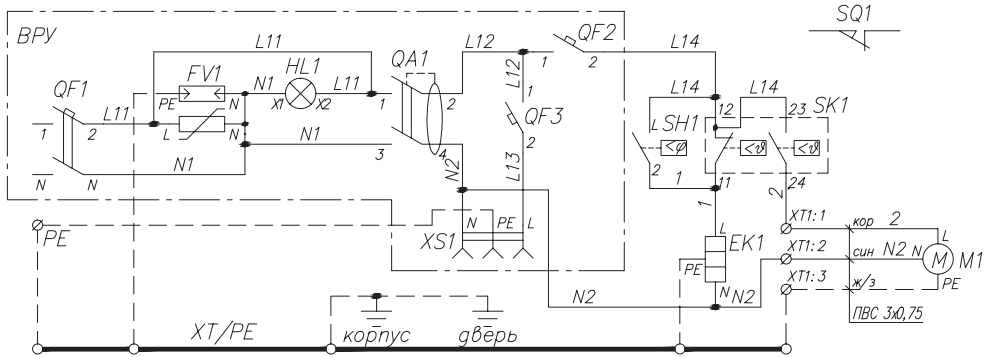 ВРУ
SQ1
L11
FV1
N1
HL1
L11
QA1
L12
QF2
L14
QF1
L11
PE
N
X1
X2
1
2
1
2
L12
1
QF3
2
L14
L14
12
23
SK1
1
2
L
N
3
4
N1
N1
N
N
N2
L13
L
SH1
<φ
2
1
<ϑ
<ϑ
11
24
1
2
PE
N
PE
L
XS1
L
EK1
PE
N
N2
N2
XT1:1
кор
2
L
XT1:2
син
N2
N
M
M1
XT1:3
ж/з
PE
ПВС 3х0,75
XT/PE
корпус
дверь